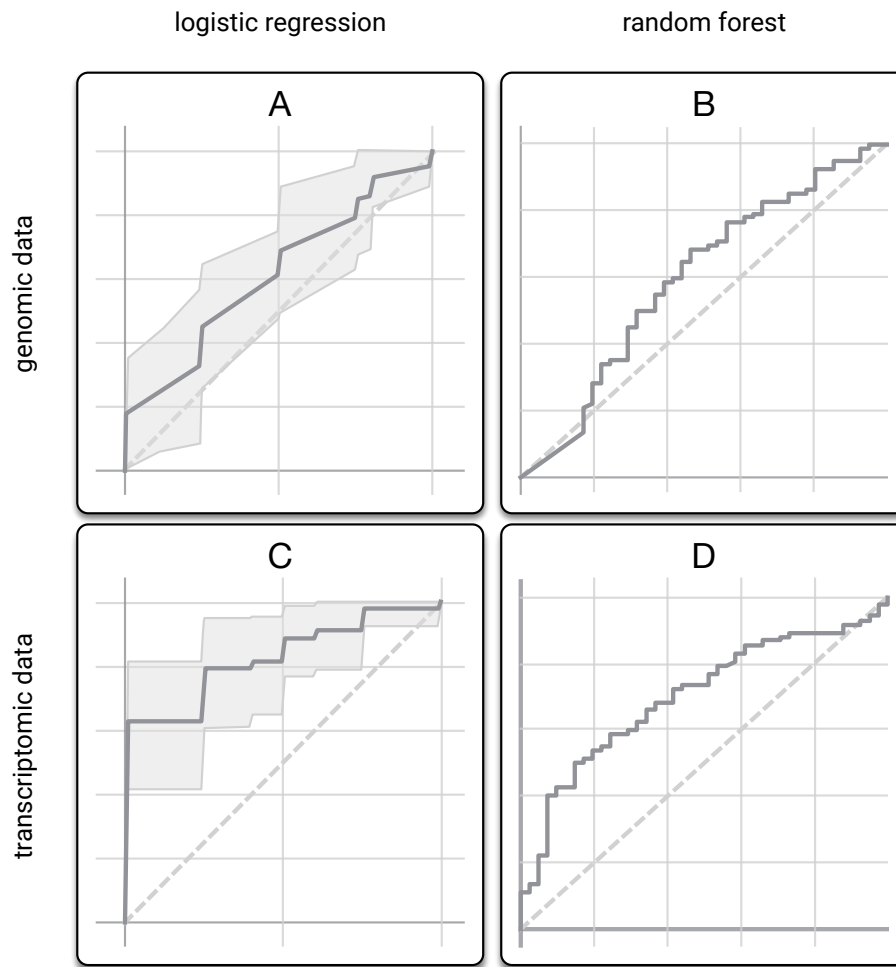 logistic regression
random forest
A
B
genomic data
C
D
transcriptomic data